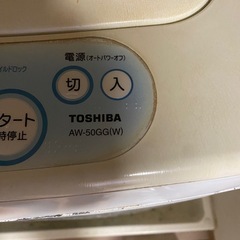 電源(オートパワーオフ)
イルドロック
切 入
タート
時停止
TOSHIBA
AW-50GG(W)